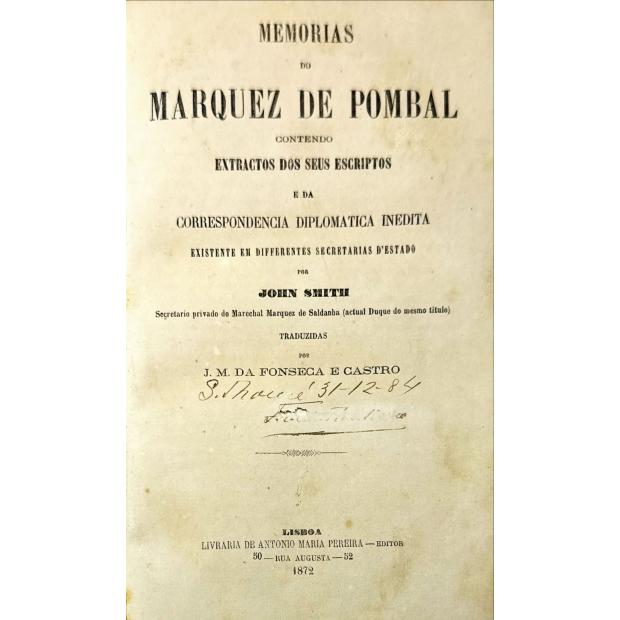 MEMORIAS
DO
MARQUEZ DE POMBAL
CONTENDO
EXTRACTOS DOS SEUS ESCRIPTOS
E DA
CORRESPONDENCIA DIPLOMATICA INEDITA
EXISTENTE EM DIFFERENTES SECRETARIAS D'ESTADO
POR
JOHN SMITH
Secretario privado do Marechal Marquez de Saldanha (actual Duque do mesmo titulo)
TRADUZIDAS
POR
J. M. DA FONSECA E CASTRO
S. Thomé 31-12-84
LISBOA
LIVRARIA DE ANTONIO MARIA PEREIRA — EDITOR
50 — RUA AUGUSTA — 52
1872